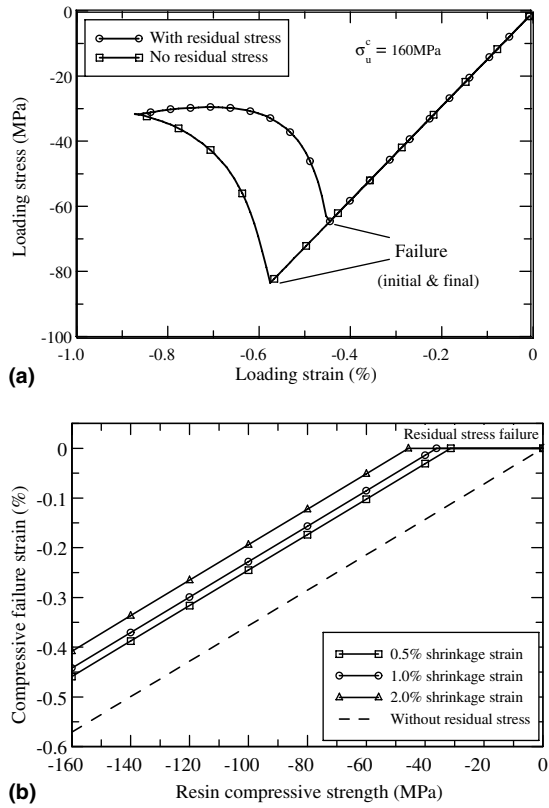 0
With residual stress
No residual stress
σᵤᶜ = 160MPa
-20
-40
-60
-80
-100
Loading stress (MPa)
Failure
(initial & final)
-1.0 -0.8 -0.6 -0.4 -0.2 0
Loading strain (%)
(a)
Residual stress failure
0
-0.1
-0.2
-0.3
-0.4
-0.5
-0.6
Compressive failure strain (%)
0.5% shrinkage strain
1.0% shrinkage strain
2.0% shrinkage strain
Without residual stress
-160 -140 -120 -100 -80 -60 -40 -20 0
Resin compressive strength (MPa)
(b)